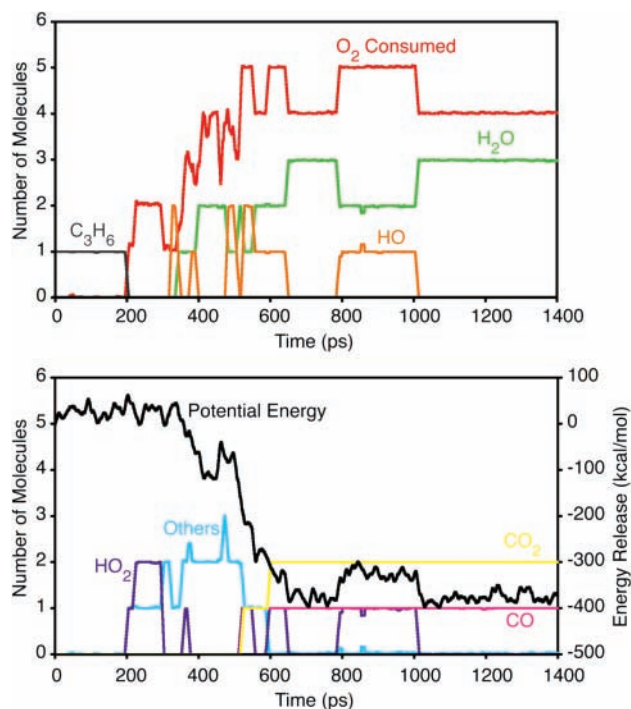 6
5
4
3
2
1
0
Number of Molecules
O₂ Consumed
H₂O
C₃H₆
HO
0 200 400 600 800 1000 1200 1400
Time (ps)
6
5
4
3
2
1
0
Number of Molecules
Potential Energy
Others
HO₂
CO₂
CO
100
0
-100
-200
-300
-400
-500
Energy Release (kcal/mol)
0 200 400 600 800 1000 1200 1400
Time (ps)